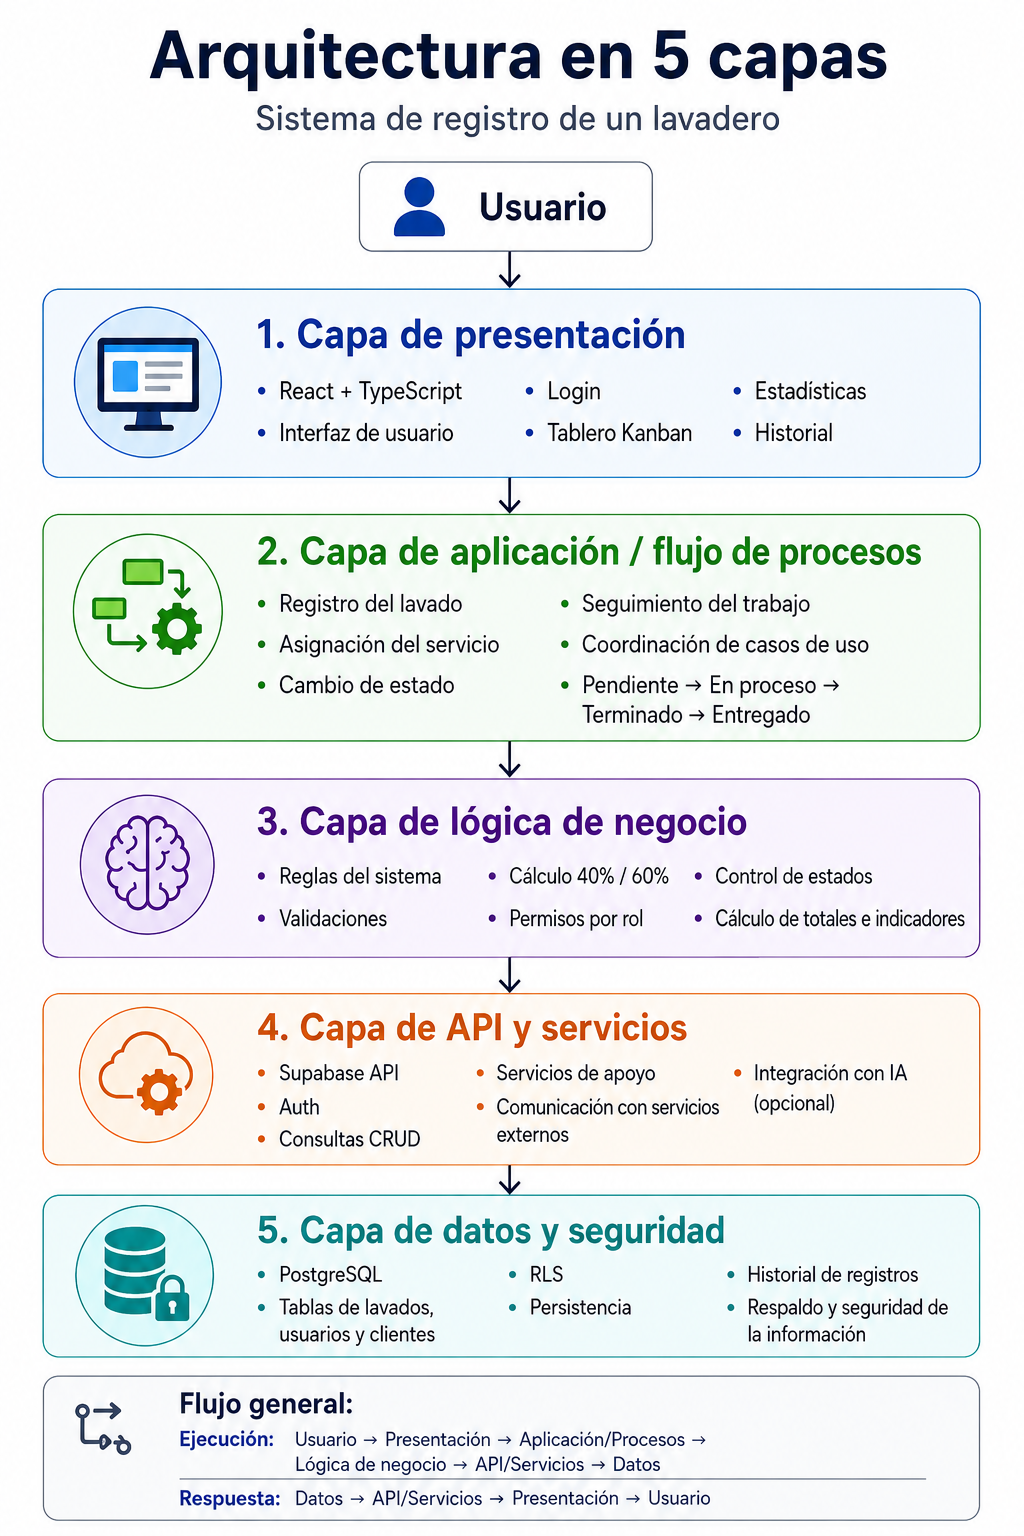 Arquitectura en 5 capas
Sistema de registro de un lavadero
Usuario
1. Capa de presentación
• React + TypeScript
• Interfaz de usuario
• Login
• Tablero Kanban
• Estadísticas
• Historial
2. Capa de aplicación / flujo de procesos
• Registro del lavado
• Asignación del servicio
• Cambio de estado
• Seguimiento del trabajo
• Coordinación de casos de uso
• Pendiente → En proceso →
Terminado → Entregado
3. Capa de lógica de negocio
• Reglas del sistema
• Validaciones
• Cálculo 40% / 60%
• Permisos por rol
• Control de estados
• Cálculo de totales e indicadores
4. Capa de API y servicios
• Supabase API
• Auth
• Consultas CRUD
• Servicios de apoyo
• Comunicación con servicios
externos
• Integración con IA
(opcional)
5. Capa de datos y seguridad
• PostgreSQL
• Tablas de lavados,
usuarios y clientes
• RLS
• Persistencia
• Historial de registros
• Respaldo y seguridad de
la información
Flujo general:
Ejecución: Usuario → Presentación → Aplicación/Procesos →
Lógica de negocio → API/Servicios → Datos
Respuesta: Datos → API/Servicios → Presentación → Usuario